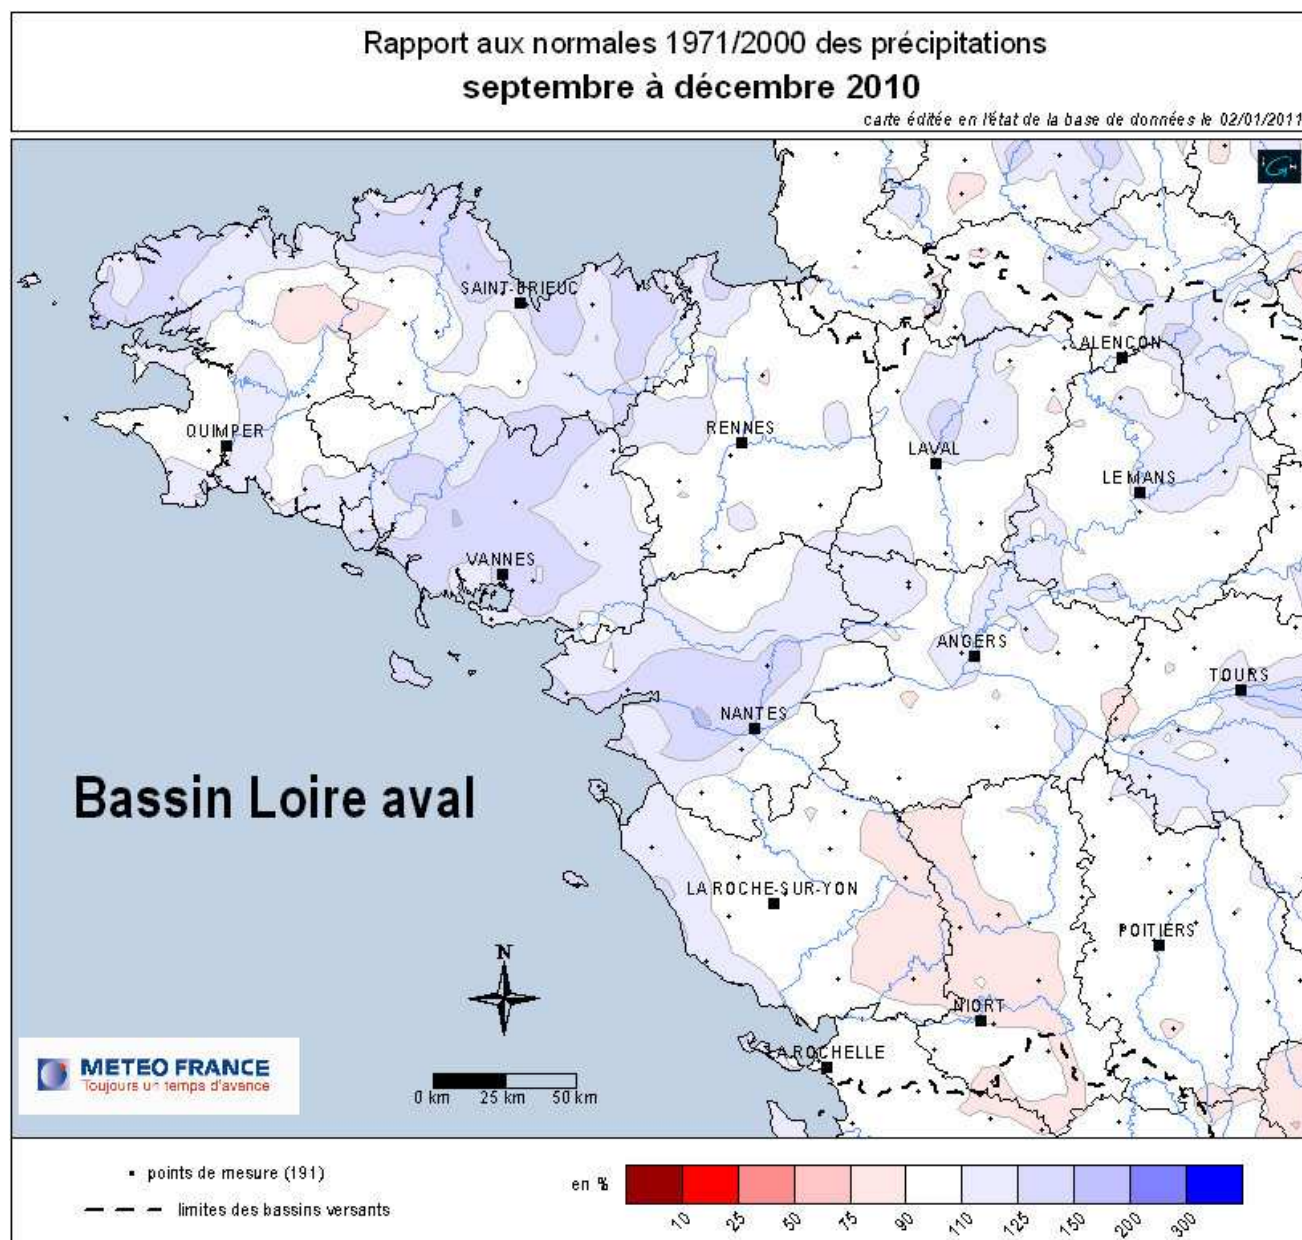 Rapport aux normales 1971/2000 des précipitations
septembre à décembre 2010
carte éditée en l'état de la base de données le 02/01/2011
SAINT-BRIEUC
ALENCON
QUIMPER
RENNES
LAVAL
LE MANS
VANNES
ANGERS
TOURS
NANTES
Bassin Loire aval
LA ROCHE-SUR-YON
POITIERS
N
NIORT
LA ROCHELLE
METEO FRANCE
Toujours un temps d'avance
0 km 25 km 50 km
points de mesure (191)
en %
limites des bassins versants
10 25 50 75 90 110 125 150 200 300